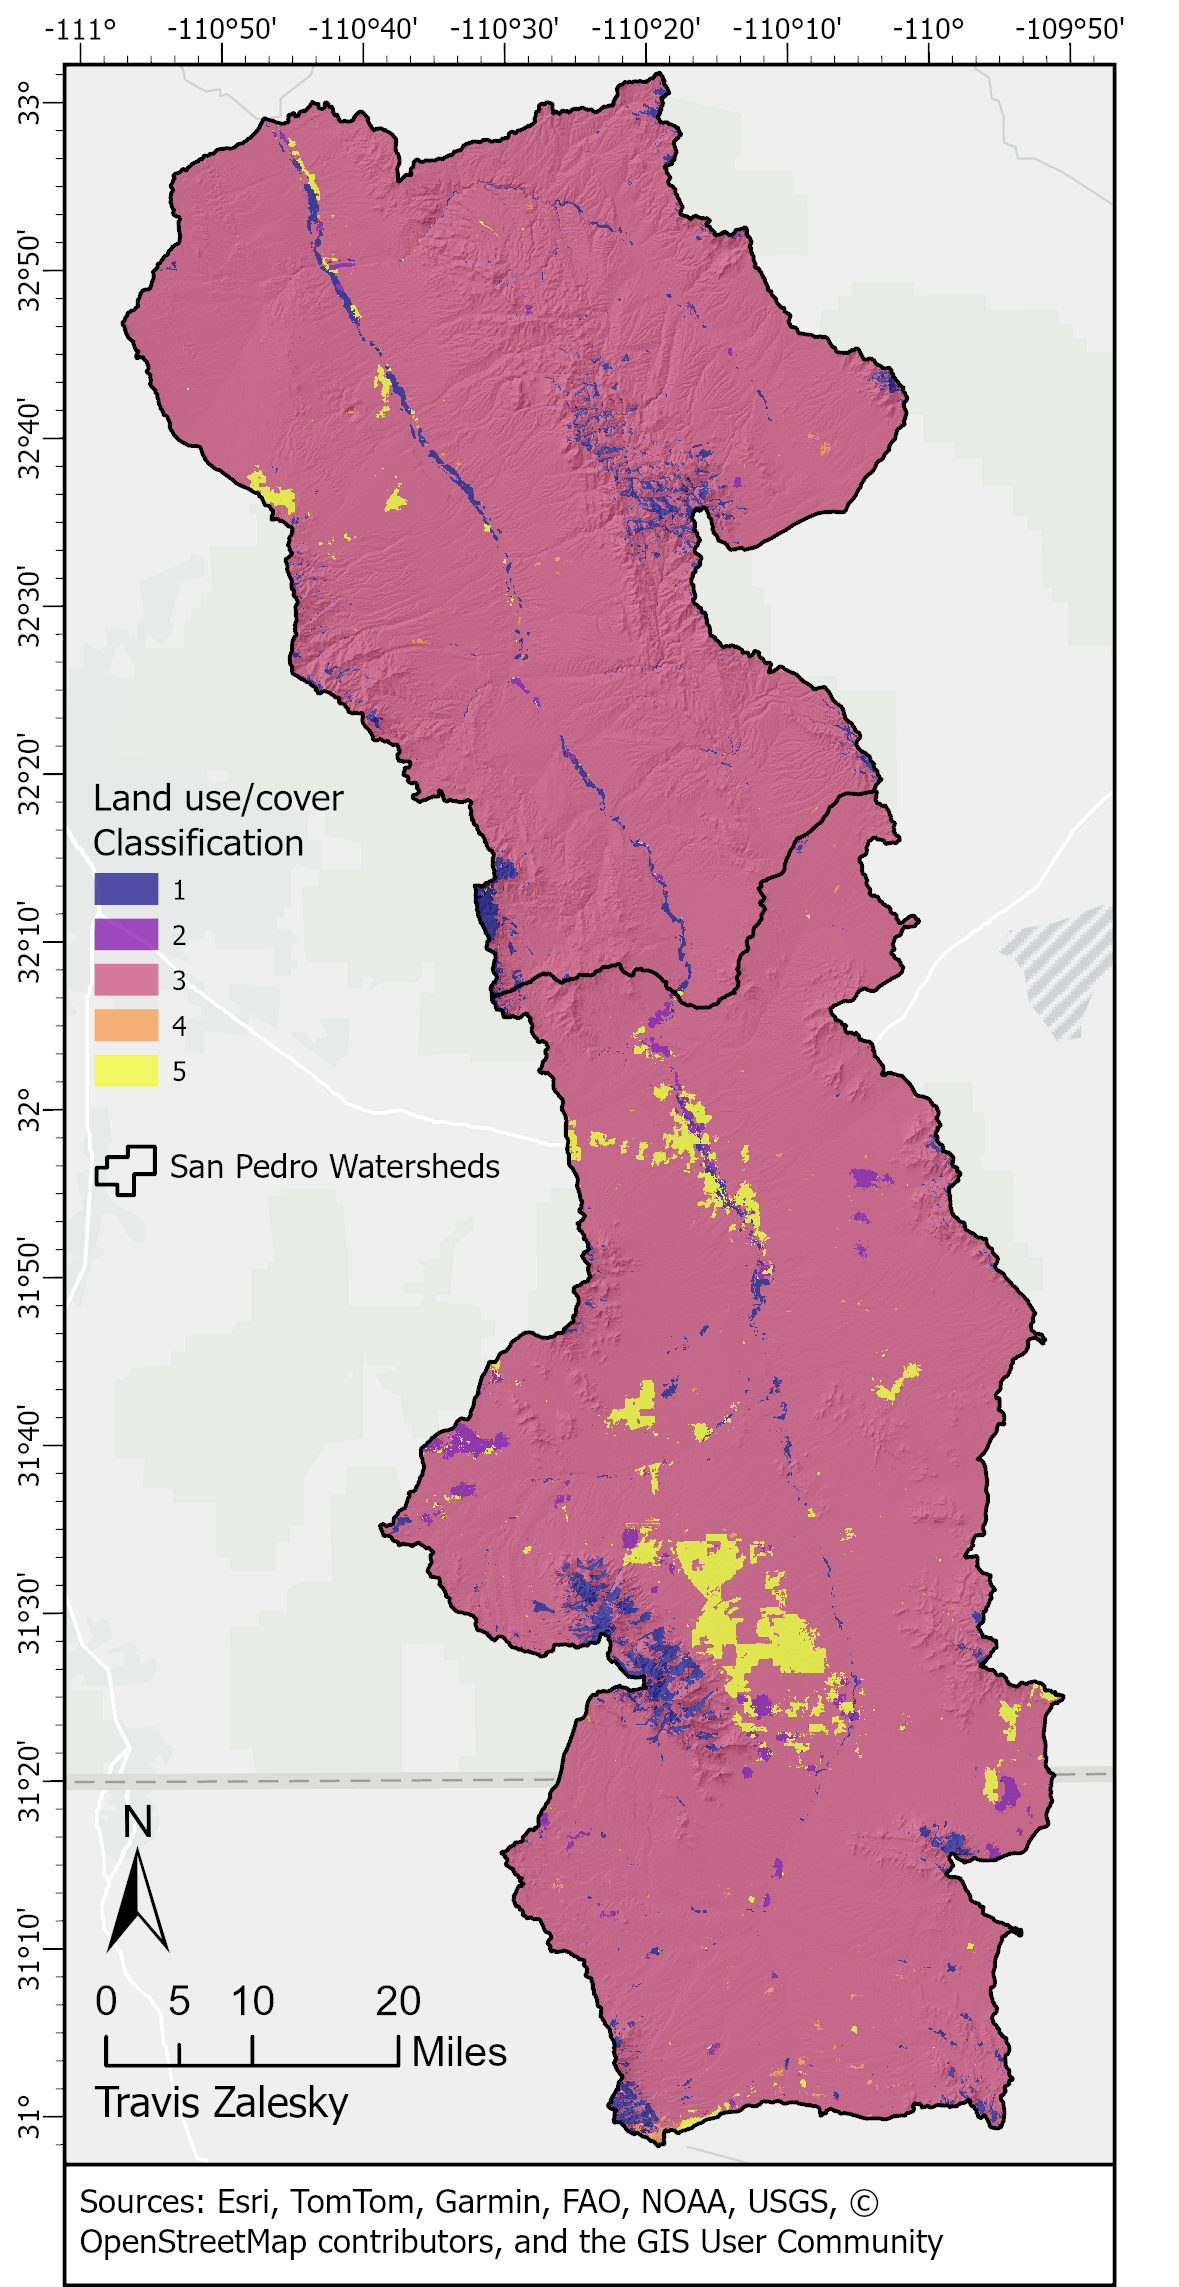 -111° -110°50' -110°40' -110°30' -110°20' -110°10' -110° -109°50'
33°
32°50'
32°40'
32°30'
32°20'
32°10'
32°
31°50'
31°40'
31°30'
31°20'
31°10'
31°
Land use/cover
Classification
1
2
3
4
5
San Pedro Watersheds
N
0 5 10 20
Miles
Travis Zalesky
Sources: Esri, TomTom, Garmin, FAO, NOAA, USGS, ©
OpenStreetMap contributors, and the GIS User Community